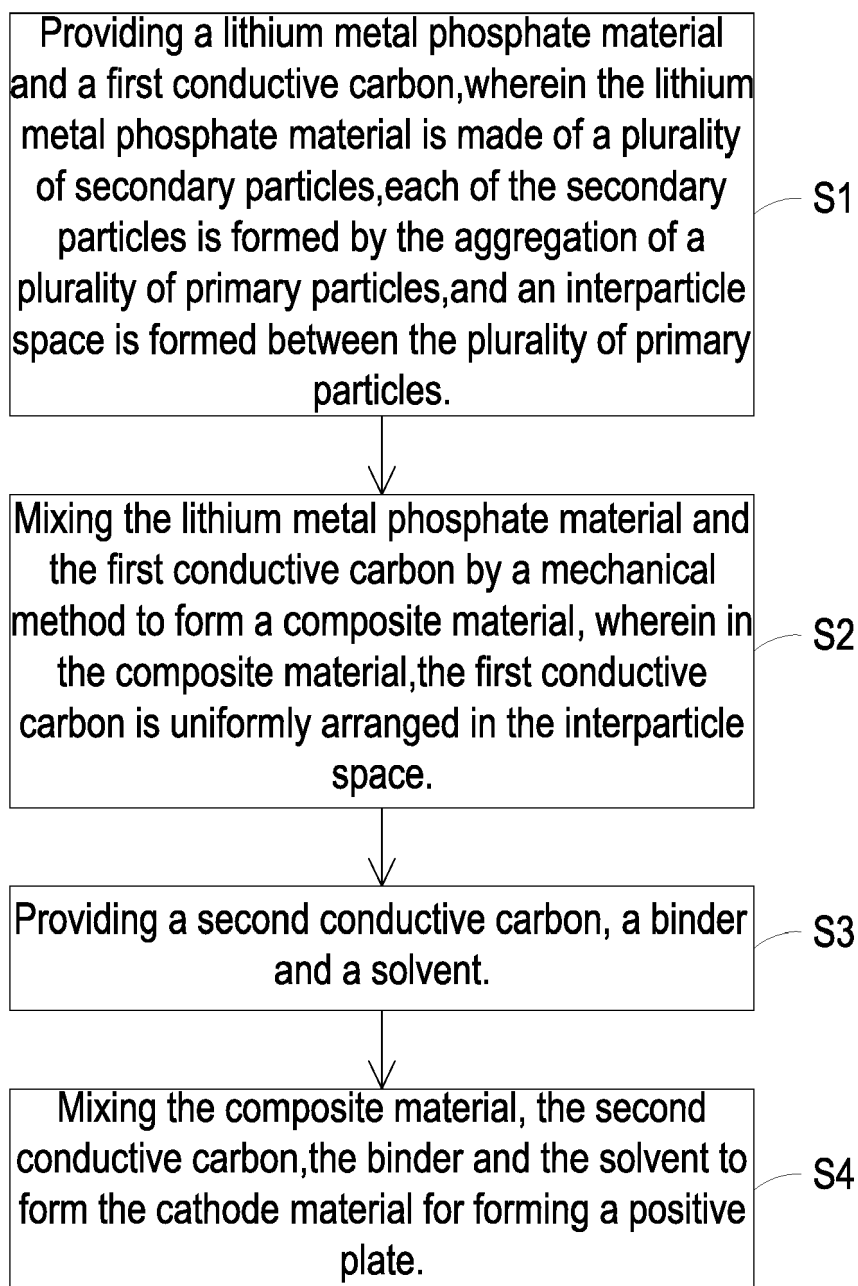 Providing a lithium metal phosphate material
and a first conductive carbon,wherein the lithium
metal phosphate material is made of a plurality
of secondary particles,each of the secondary
particles is formed by the aggregation of a
plurality of primary particles,and an interparticle
space is formed between the plurality of primary
particles.
S1
Mixing the lithium metal phosphate material and
the first conductive carbon by a mechanical
method to form a composite material, wherein in
the composite material,the first conductive
carbon is uniformly arranged in the interparticle
space.
S2
Providing a second conductive carbon, a binder
and a solvent.
S3
Mixing the composite material, the second
conductive carbon,the binder and the solvent to
form the cathode material for forming a positive
plate.
S4